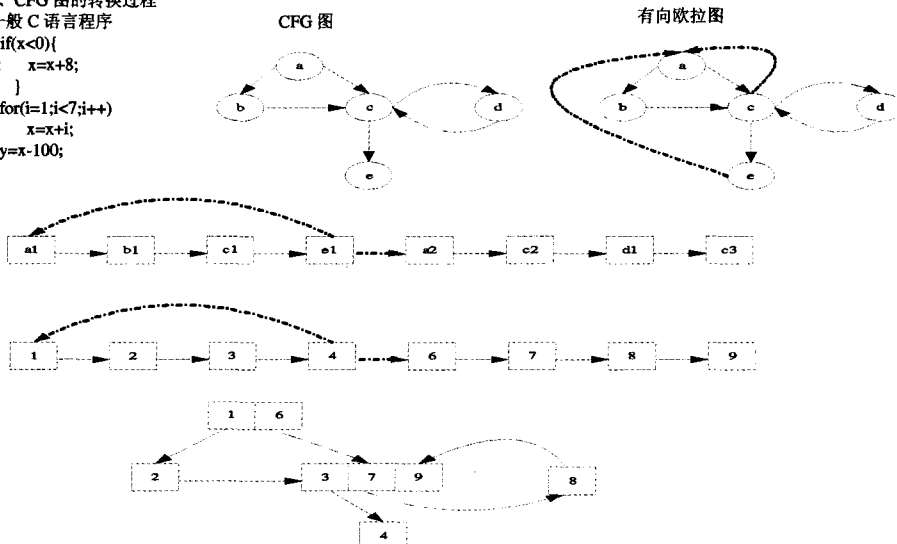 、CFG 图的转换过程
一般 C 语言程序
if(x<0){
x=x+8;
}
for(i=1;i<7;i++)
x=x+i;
y=x-100;
CFG 图
a
b
c
d
e
有向欧拉图
a
b
c
d
e
a1
b1
c1
e1
a2
c2
d1
c3
1
2
3
4
6
7
8
9
1 6
2
3 7 9
8
4